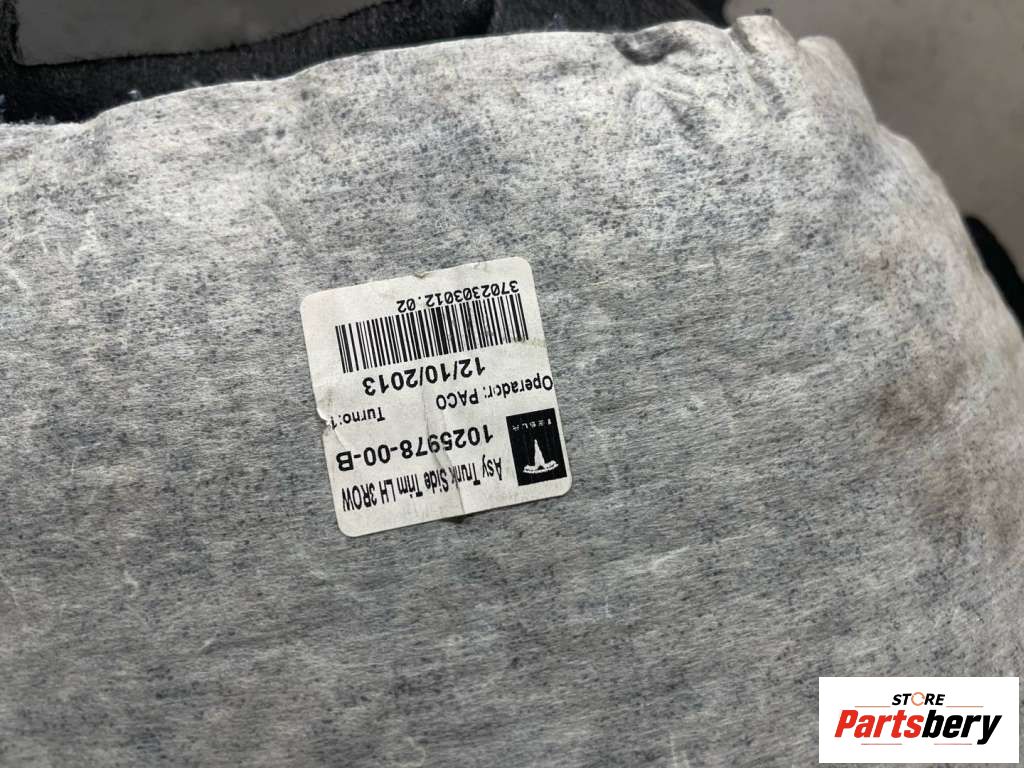 Asy Trunk Side Trim LH 3ROW
1025978-00-B
TESLA
Operador: PACO
Turno:1
12/10/2013
3702303012.02
STORE
Partsbery